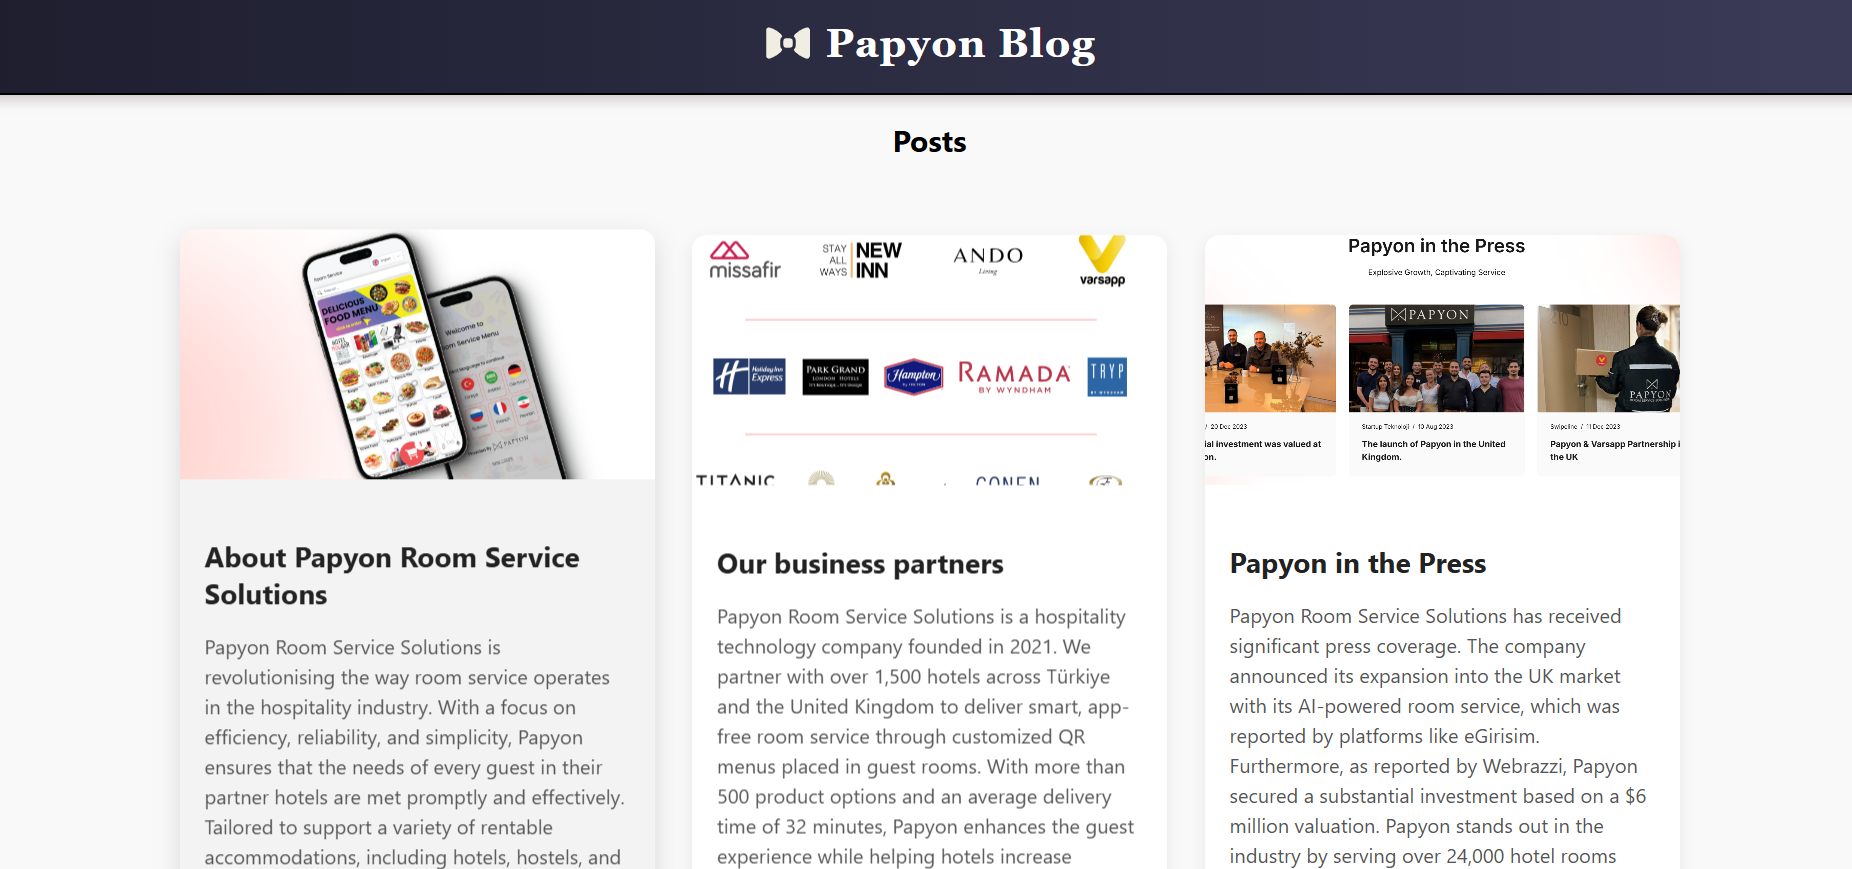 Papyon Blog
Posts
Room Service
English
DELICIOUS
FOOD MENU
Welcome to
om Service Menu
missafir
STAY
ALL
WAYS
NEW
INN
ANDO
Living
varsapp
Holiday Inn
Express
PARK GRAND
LONDON HOTELS
Hampton
RAMADA
BY WYNDHAM
TRYP
BY WYNDHAM
TITANIC
CONEN
Papyon in the Press
Explosive Growth, Captivating Service
PAPYON
PAPYON
/ 20 Dec 2023
ial investment was valued at
on.
Startup Teknoloji / 10 Aug 2023
The launch of Papyon in the United
Kingdom.
Swipeline / 11 Dec 2023
Papyon & Varsapp Partnership i
the UK
About Papyon Room Service
Solutions
Papyon Room Service Solutions is
revolutionising the way room service operates
in the hospitality industry. With a focus on
efficiency, reliability, and simplicity, Papyon
ensures that the needs of every guest in their
partner hotels are met promptly and effectively.
Tailored to support a variety of rentable
accommodations, including hotels, hostels, and
Our business partners
Papyon Room Service Solutions is a hospitality
technology company founded in 2021. We
partner with over 1,500 hotels across Türkiye
and the United Kingdom to deliver smart, app-
free room service through customized QR
menus placed in guest rooms. With more than
500 product options and an average delivery
time of 32 minutes, Papyon enhances the guest
experience while helping hotels increase
Papyon in the Press
Papyon Room Service Solutions has received
significant press coverage. The company
announced its expansion into the UK market
with its AI-powered room service, which was
reported by platforms like eGirisim.
Furthermore, as reported by Webrazzi, Papyon
secured a substantial investment based on a $6
million valuation. Papyon stands out in the
industry by serving over 24,000 hotel rooms